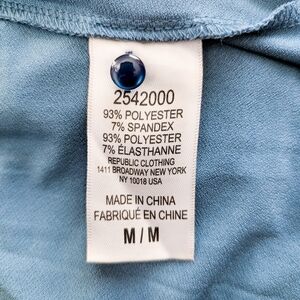 2542000
93% POLYESTER
7% SPANDEX
93% POLYESTER
7% ÉLASTHANNE
REPUBLIC CLOTHING
1411 BROADWAY NEW YORK
NY 10018 USA
MADE IN CHINA
FABRIQUÉ EN CHINE
M / M